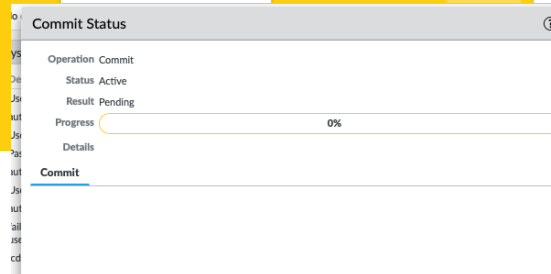 Commit Status
Operation Commit
Status Active
Result Pending
Progress 0%
Details
Commit